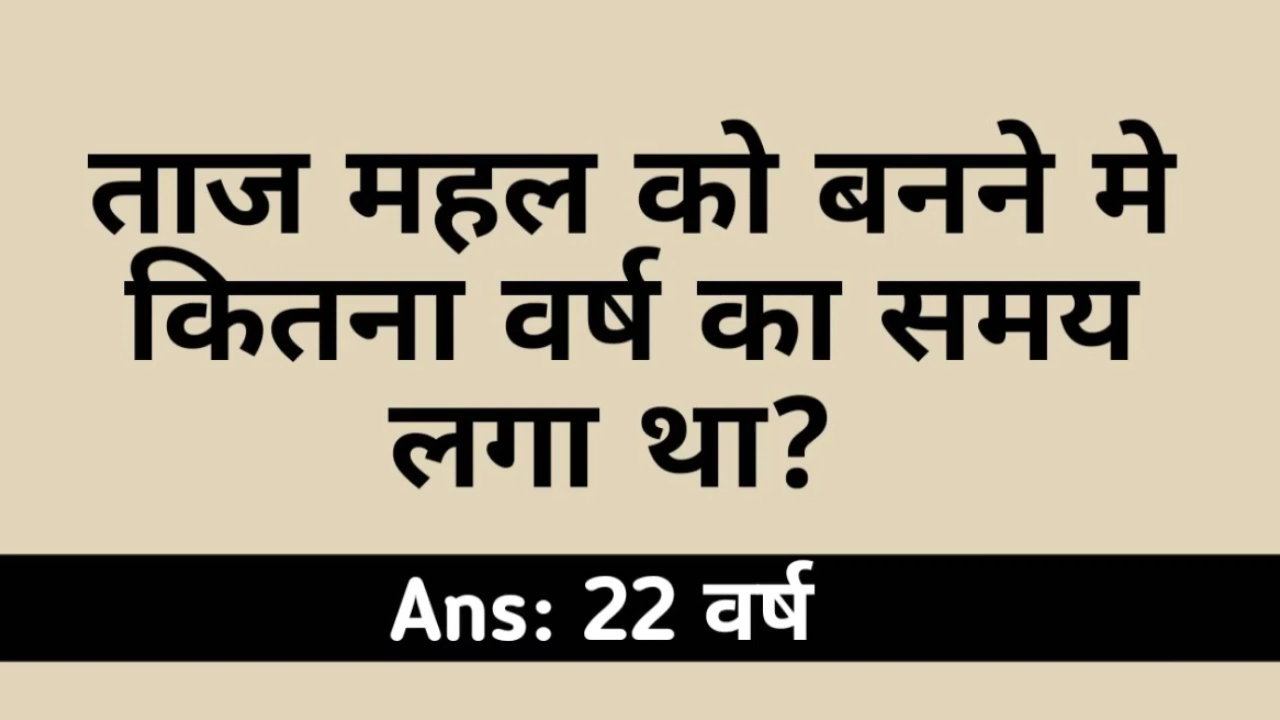 ताज महल को बनने मे
कितना वर्ष का समय
लगा था?
Ans: 22 वर्ष